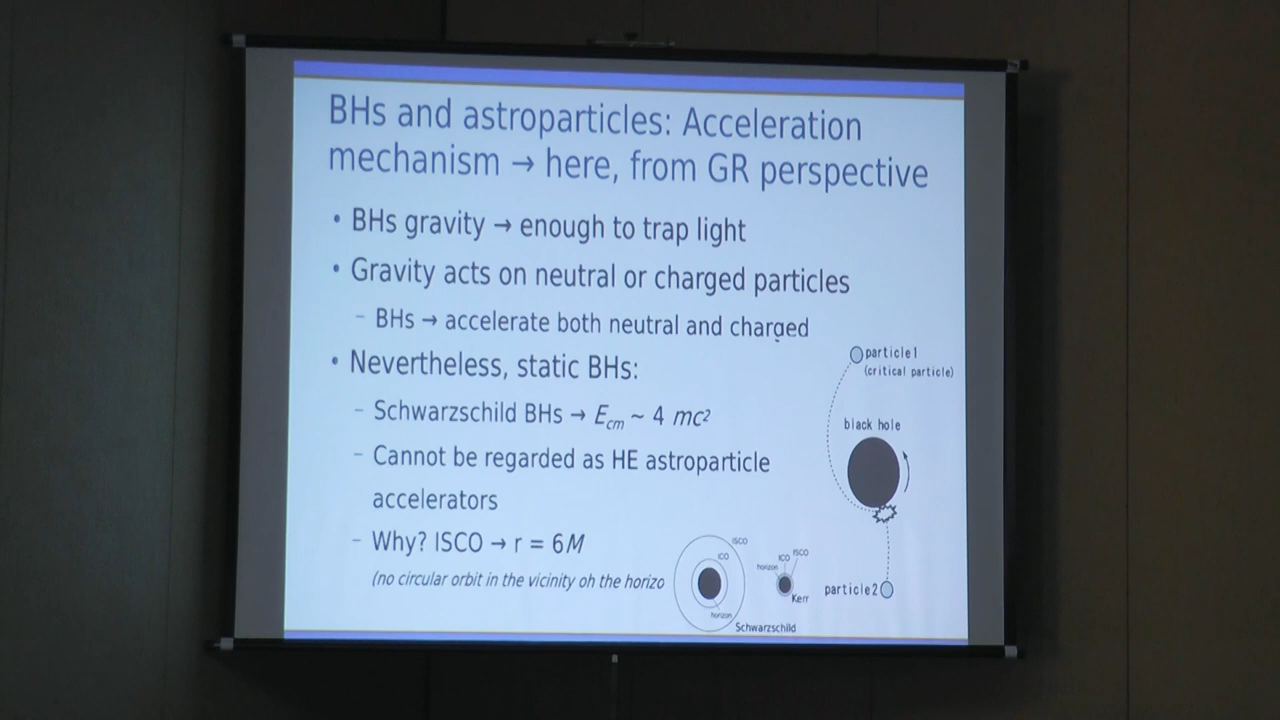 BHs and astroparticles: Acceleration
mechanism → here, from GR perspective
• BHs gravity → enough to trap light
• Gravity acts on neutral or charged particles
– BHs → accelerate both neutral and charged
• Nevertheless, static BHs:
– Schwarzschild BHs → E_cm ~ 4 mc²
– Cannot be regarded as HE astroparticle
accelerators
– Why? ISCO → r = 6M
(no circular orbit in the vicinity oh the horizo
particle1
(critical particle)
black hole
particle2
ISCO
ICO
horizon
Schwarzschild
ICO
ISCO
horizon
Kerr